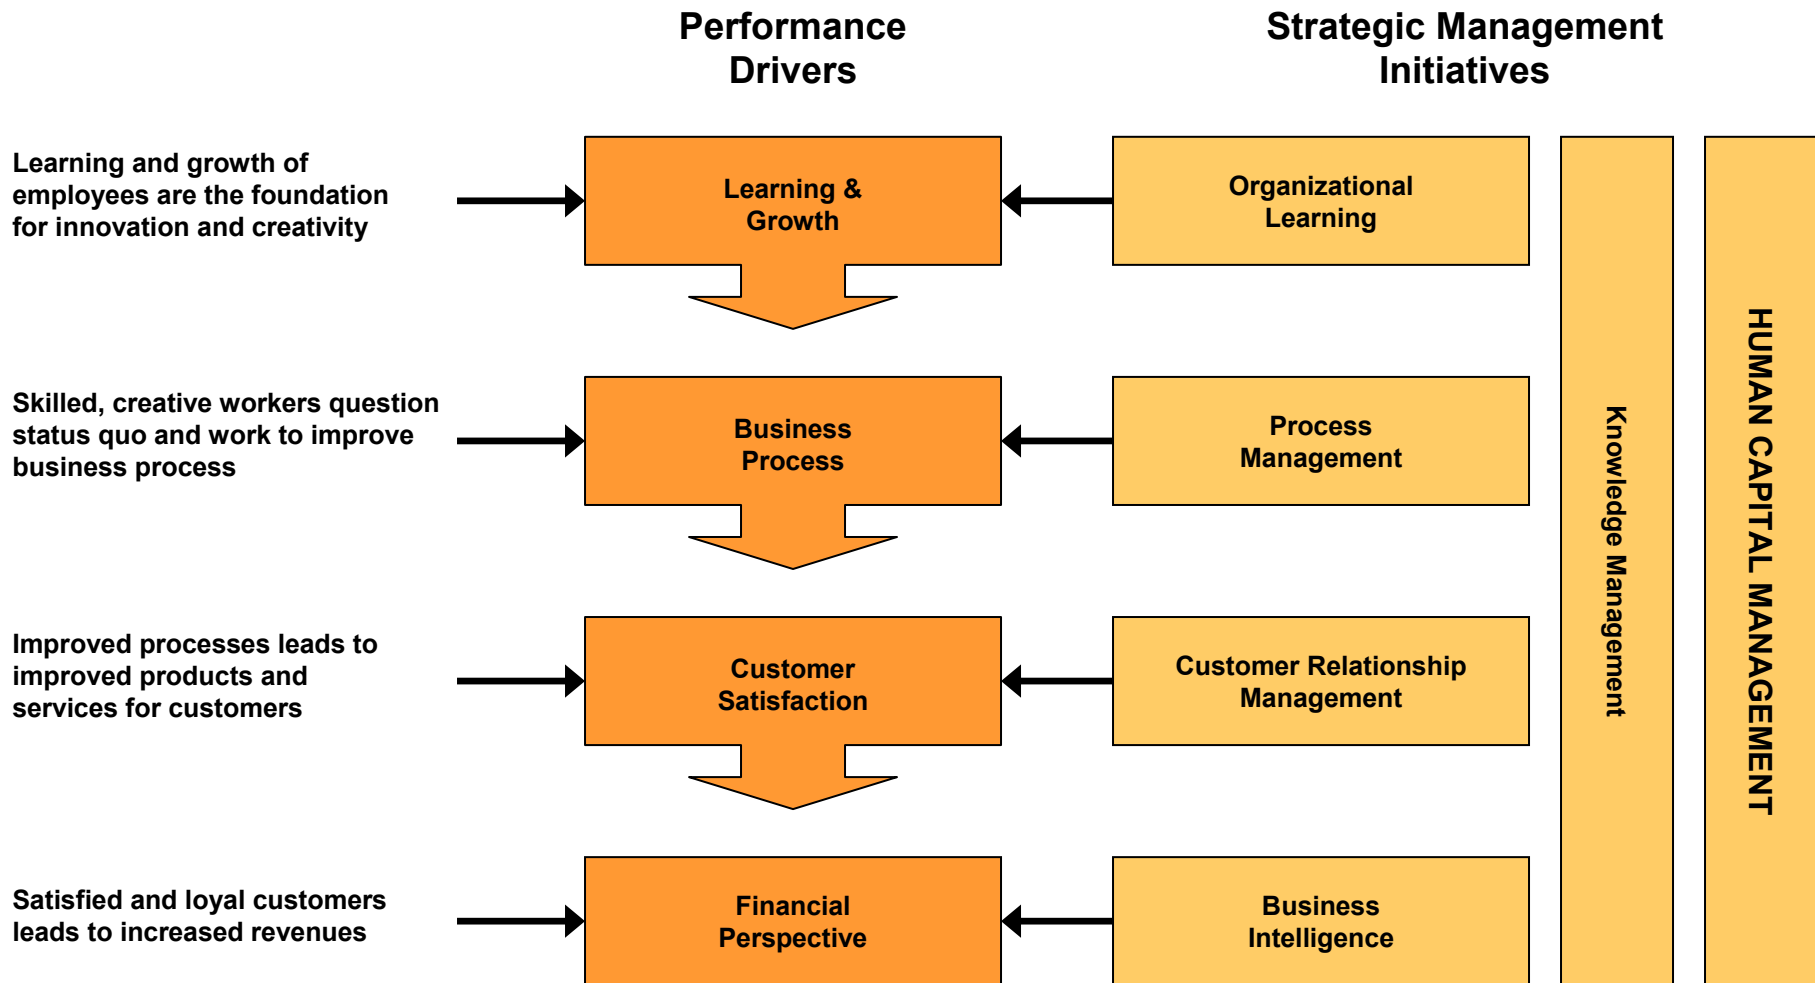 Performance
Drivers
Strategic Management
Initiatives
Learning and growth of
employees are the foundation
for innovation and creativity
Learning &
Growth
Organizational
Learning
Skilled, creative workers question
status quo and work to improve
business process
Business
Process
Process
Management
Improved processes leads to
improved products and
services for customers
Customer
Satisfaction
Customer Relationship
Management
Satisfied and loyal customers
leads to increased revenues
Financial
Perspective
Business
Intelligence
Knowledge Management
HUMAN CAPITAL MANAGEMENT